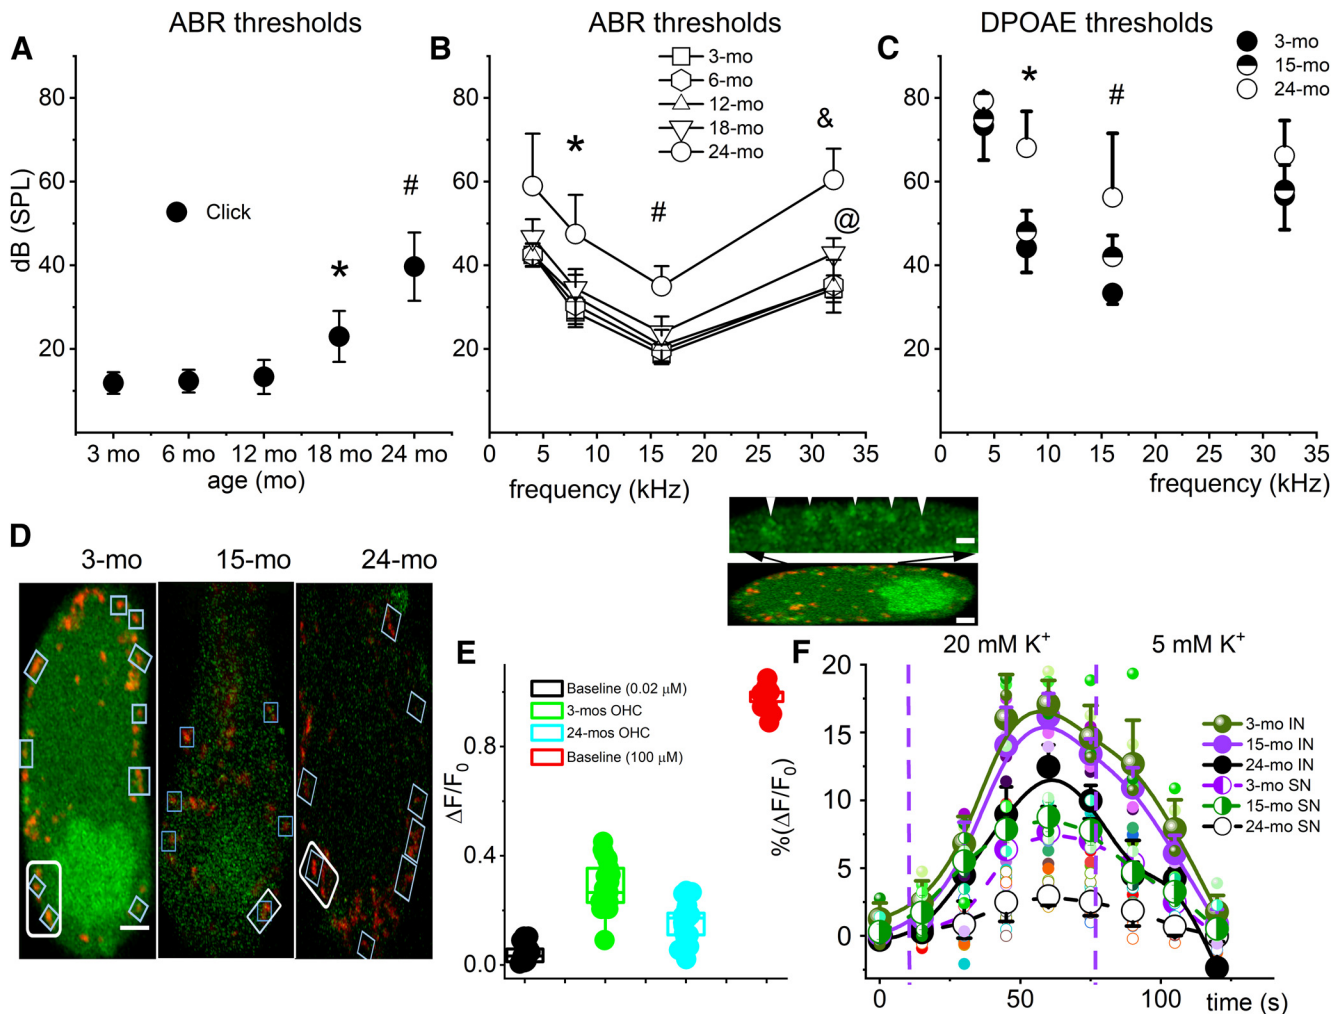 ABR thresholds
A
dB (SPL)
80
60
40
20
Click
*
#
3 mo
6 mo
12 mo
18 mo
24 mo
age (mo)
ABR thresholds
B
3-mo
6-mo
12-mo
18-mo
24-mo
80
60
40
20
*
#
&
@
0
5
10
15
20
25
30
35
frequency (kHz)
DPOAE thresholds
C
3-mo
15-mo
24-mo
80
60
40
20
*
#
0
5
10
15
20
25
30
35
frequency (kHz)
D
3-mo
15-mo
24-mo
E
ΔF/F₀
0.8
0.4
0.0
Baseline (0.02 μM)
3-mos OHC
24-mos OHC
Baseline (100 μM)
F
20 mM K⁺
5 mM K⁺
%(ΔF/F₀)
20
15
10
5
0
3-mo IN
15-mo IN
24-mo IN
3-mo SN
15-mo SN
24-mo SN
0
50
100
time (s)